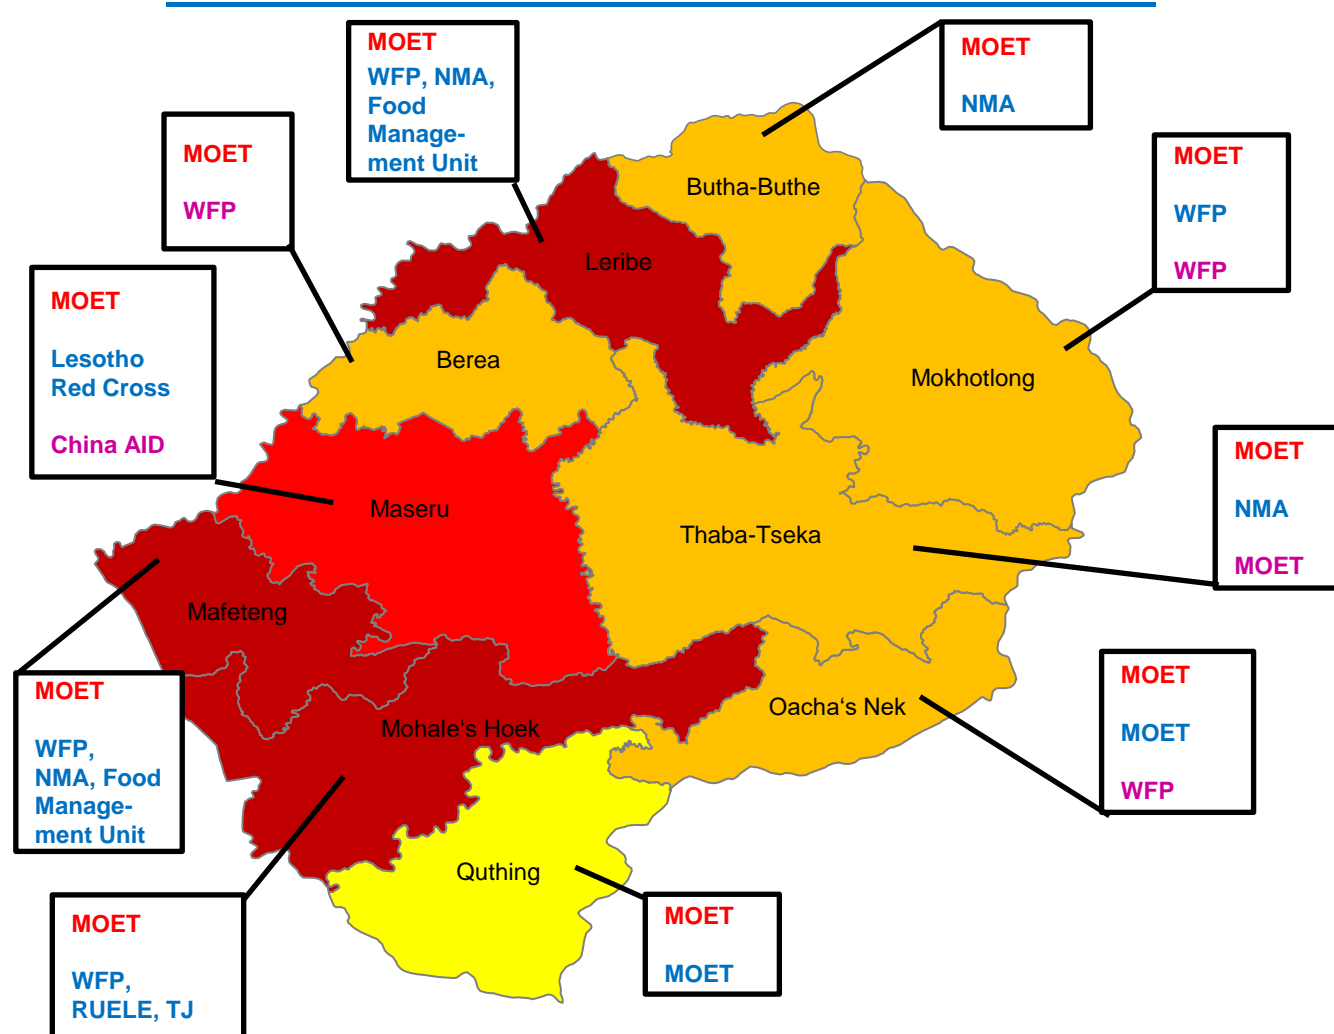 MOET
WFP, NMA,
Food
Manage-
ment Unit
MOET
NMA
MOET
WFP
MOET
WFP
WFP
MOET
Lesotho
Red Cross
China AID
Butha-Buthe
Leribe
Berea
Mokhotlong
Maseru
Thaba-Tseka
MOET
NMA
MOET
Mafeteng
Mohale's Hoek
Oacha‘s Nek
MOET
WFP,
NMA, Food
Manage-
ment Unit
MOET
MOET
WFP
Quthing
MOET
MOET
MOET
WFP,
RUELE, TJ